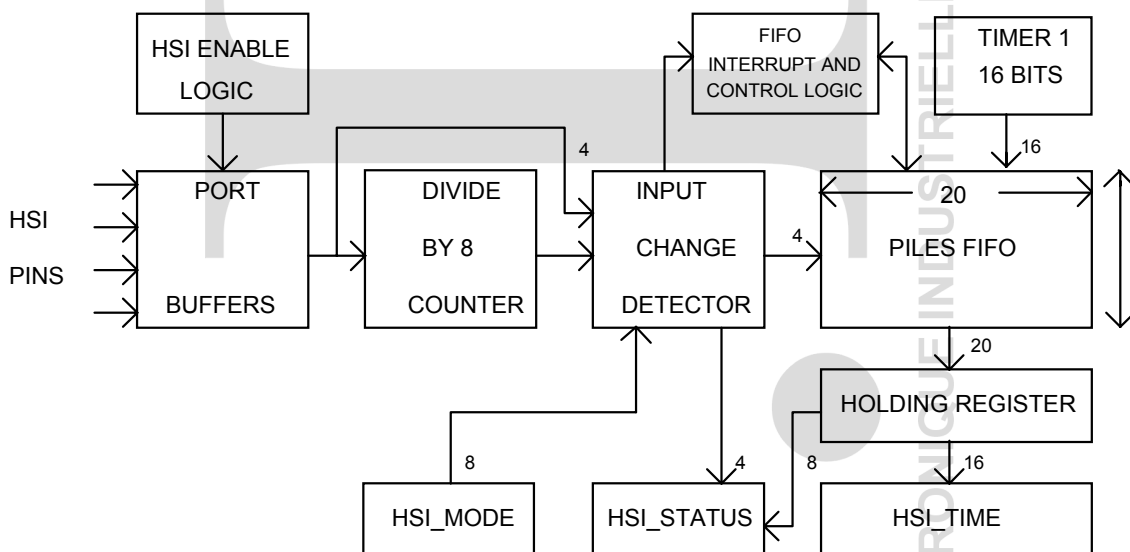 HSI ENABLE
LOGIC
FIFO
INTERRUPT AND
CONTROL LOGIC
TIMER 1
16 BITS
4
16
HSI
PINS
PORT
BUFFERS
DIVIDE
BY 8
COUNTER
INPUT
CHANGE
DETECTOR
4
20
PILES FIFO
20
HOLDING REGISTER
8
4
8
16
HSI_MODE
HSI_STATUS
HSI_TIME